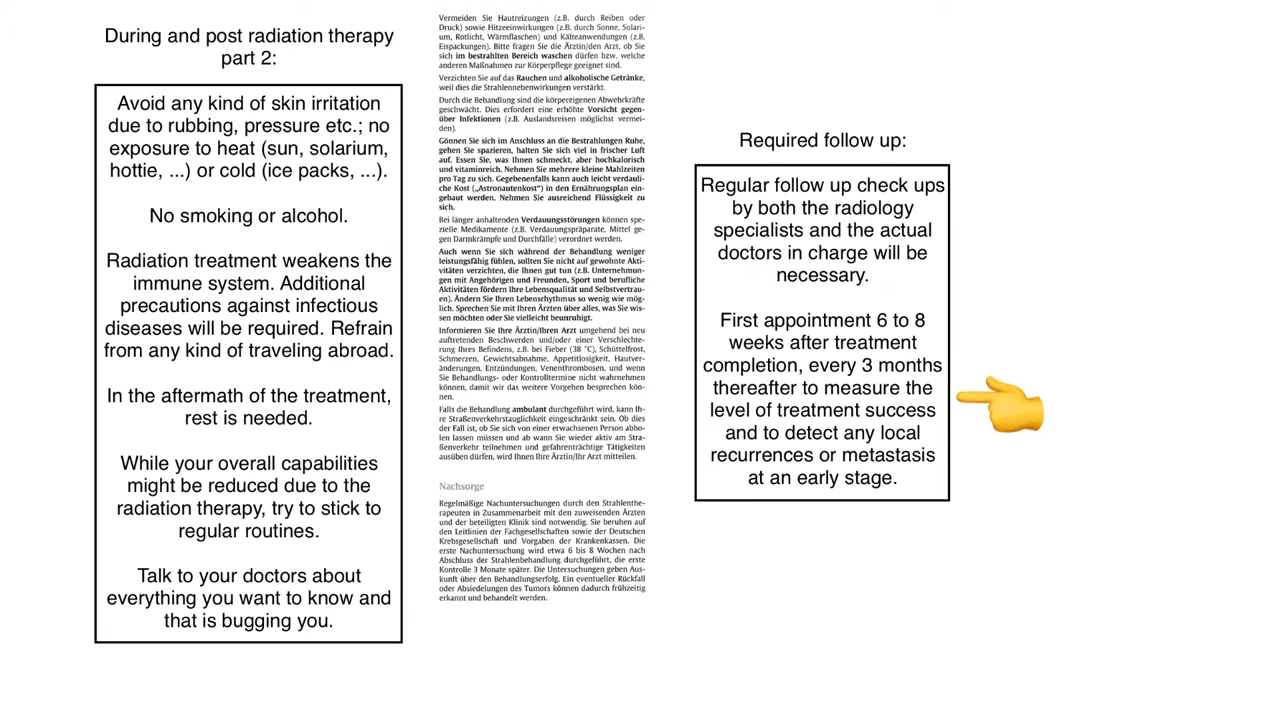 During and post radiation therapy
part 2:
Avoid any kind of skin irritation
due to rubbing, pressure etc.; no
exposure to heat (sun, solarium,
hottie, ...) or cold (ice packs, ...).
No smoking or alcohol.
Radiation treatment weakens the
immune system. Additional
precautions against infectious
diseases will be required. Refrain
from any kind of traveling abroad.
In the aftermath of the treatment,
rest is needed.
While your overall capabilities
might be reduced due to the
radiation therapy, try to stick to
regular routines.
Talk to your doctors about
everything you want to know and
that is bugging you.
Vermeiden Sie Hautreizungen (z.B. durch Reiben oder
Druck) sowie Hitzeeinwirkungen (z.B. durch Sonne, Solari-
um, Rotlicht, Wärmflaschen) und Kälteanwendungen (z.B.
Eispackungen). Bitte fragen Sie die Ärztin/den Arzt, ob Sie
sich im bestrahlten Bereich waschen dürfen bzw. welche
anderen Maßnahmen zur Körperpflege geeignet sind.
Verzichten Sie auf das Rauchen und alkoholische Getränke,
weil dies die Strahlennebenwirkungen verstärkt.
Durch die Behandlung sind die körpereigenen Abwehrkräfte
geschwächt. Dies erfordert eine erhöhte Vorsicht gegen-
über Infektionen (z.B. Auslandsreisen möglichst vermei-
den).
Gönnen Sie sich im Anschluss an die Bestrahlungen Ruhe,
gehen Sie spazieren, halten Sie sich viel in frischer Luft
auf. Essen Sie, was Ihnen schmeckt, aber hochkalorisch
und vitaminreich. Nehmen Sie mehrere kleine Mahlzeiten
pro Tag zu sich. Gegebenenfalls kann auch leicht verdauli-
che Kost („Astronautenkost“) in den Ernährungsplan ein-
gebaut werden. Nehmen Sie ausreichend Flüssigkeit zu
sich.
Bei länger anhaltenden Verdauungsstörungen können spe-
zielle Medikamente (z.B. Verdauungspräparate, Mittel ge-
gen Darmkrämpfe und Durchfälle) verordnet werden.
Auch wenn Sie sich während der Behandlung weniger
leistungsfähig fühlen, sollten Sie nicht auf gewohnte Akti-
vitäten verzichten, die Ihnen gut tun (z.B. Unternehmun-
gen mit Angehörigen und Freunden, Sport und berufliche
Aktivitäten fördern Ihre Lebensqualität und Selbstvertrau-
en). Ändern Sie Ihren Lebensrhythmus so wenig wie mög-
lich. Sprechen Sie mit Ihren Ärzten über alles, was Sie wis-
sen möchten oder Sie vielleicht beunruhigt.
Informieren Sie Ihre Ärztin/Ihren Arzt umgehend bei neu
auftretenden Beschwerden und/oder einer Verschlechte-
rung Ihres Befindens, z.B. bei Fieber (38 °C), Schüttelfrost,
Schmerzen, Gewichtsabnahme, Appetitlosigkeit, Hautver-
änderungen, Entzündungen, Venenthrombosen, und wenn
Sie Behandlungs- oder Kontrolltermine nicht wahrnehmen
können, damit wir das weitere Vorgehen besprechen kön-
nen.
Falls die Behandlung ambulant durchgeführt wird, kann Ih-
re Straßenverkehrstauglichkeit eingeschränkt sein. Ob dies
der Fall ist, ob Sie sich von einer erwachsenen Person abho-
len lassen müssen und ab wann Sie wieder aktiv am Stra-
ßenverkehr teilnehmen und gefahrenträchtige Tätigkeiten
ausüben dürfen, wird Ihnen Ihre Ärztin/Ihr Arzt mitteilen.
Nachsorge
Regelmäßige Nachuntersuchungen durch den Strahlenthe-
rapeuten in Zusammenarbeit mit den zuweisenden Ärzten
und der beteiligten Klinik sind notwendig. Sie beruhen auf
den Leitlinien der Fachgesellschaften sowie der Deutschen
Krebsgesellschaft und Vorgaben der Krankenkassen. Die
erste Nachuntersuchung wird etwa 6 bis 8 Wochen nach
Abschluss der Strahlenbehandlung durchgeführt, die erste
Kontrolle 3 Monate später. Die Untersuchungen geben Aus-
kunft über den Behandlungserfolg. Ein eventueller Rückfall
oder Absiedelungen des Tumors können dadurch frühzeitig
erkannt und behandelt werden.
Required follow up:
Regular follow up check ups
by both the radiology
specialists and the actual
doctors in charge will be
necessary.
First appointment 6 to 8
weeks after treatment
completion, every 3 months
thereafter to measure the
level of treatment success
and to detect any local
recurrences or metastasis
at an early stage.